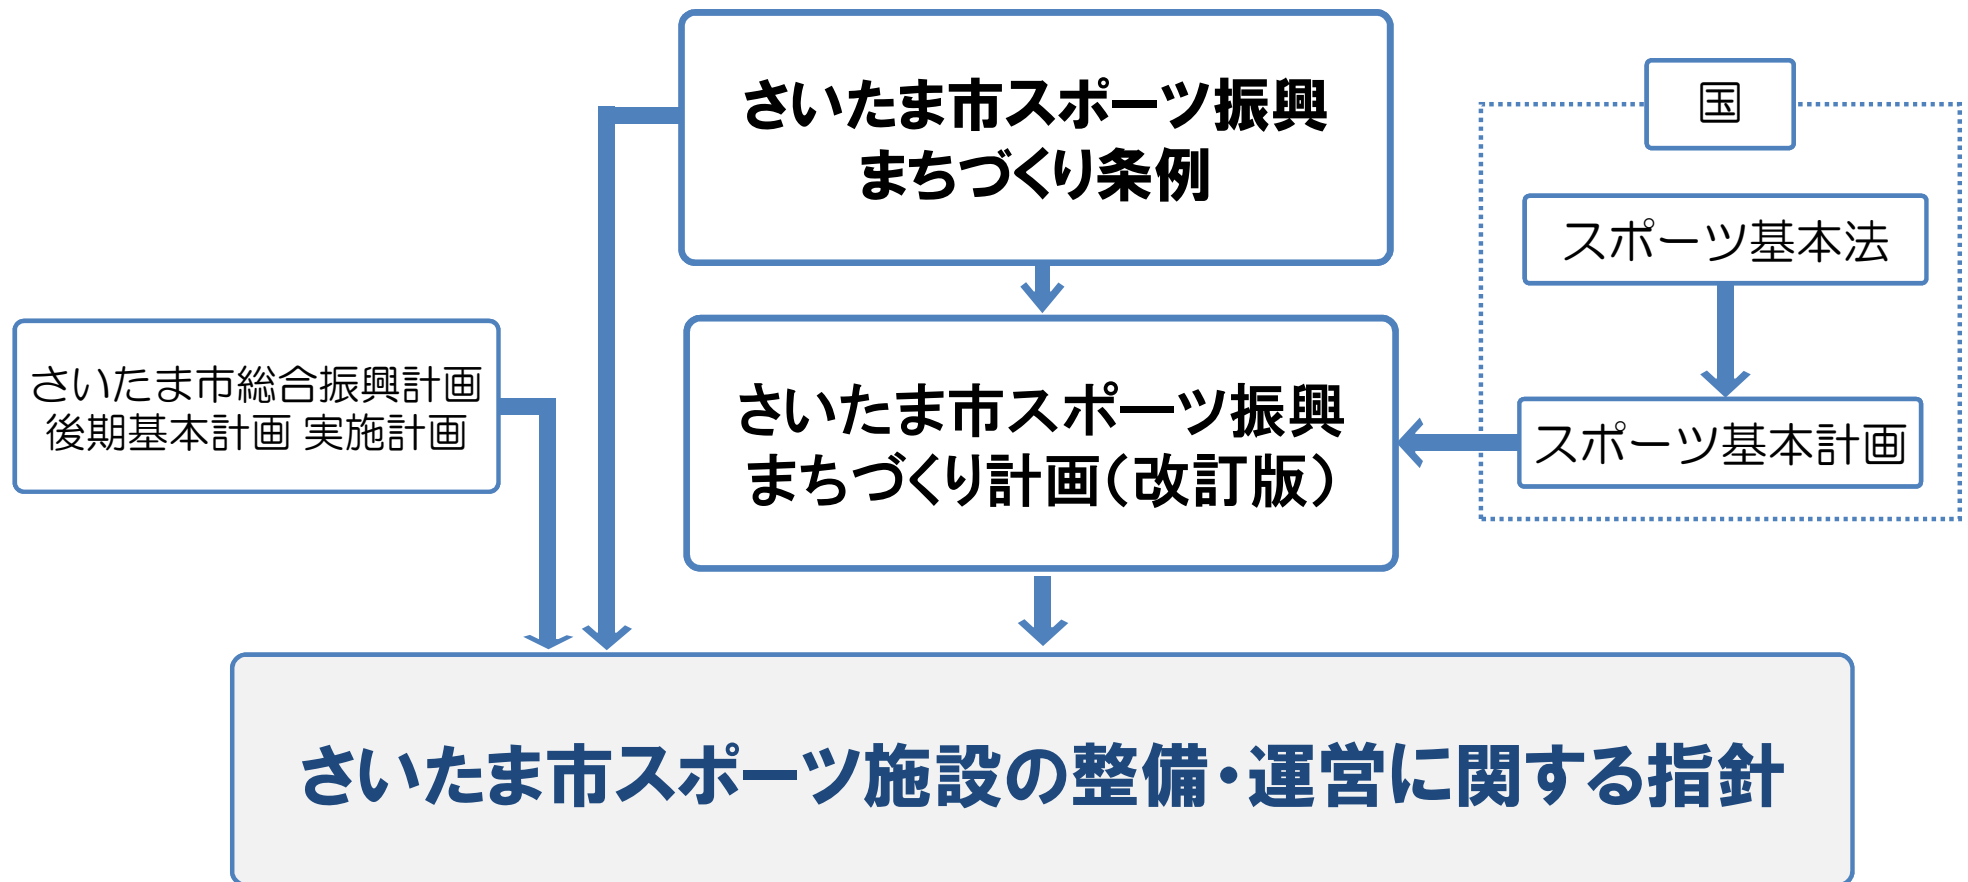 さいたま市スポーツ振興
まちづくり条例
国
スポーツ基本法
さいたま市総合振興計画
後期基本計画 実施計画
さいたま市スポーツ振興
まちづくり計画（改訂版）
スポーツ基本計画
さいたま市スポーツ施設の整備・運営に関する指針